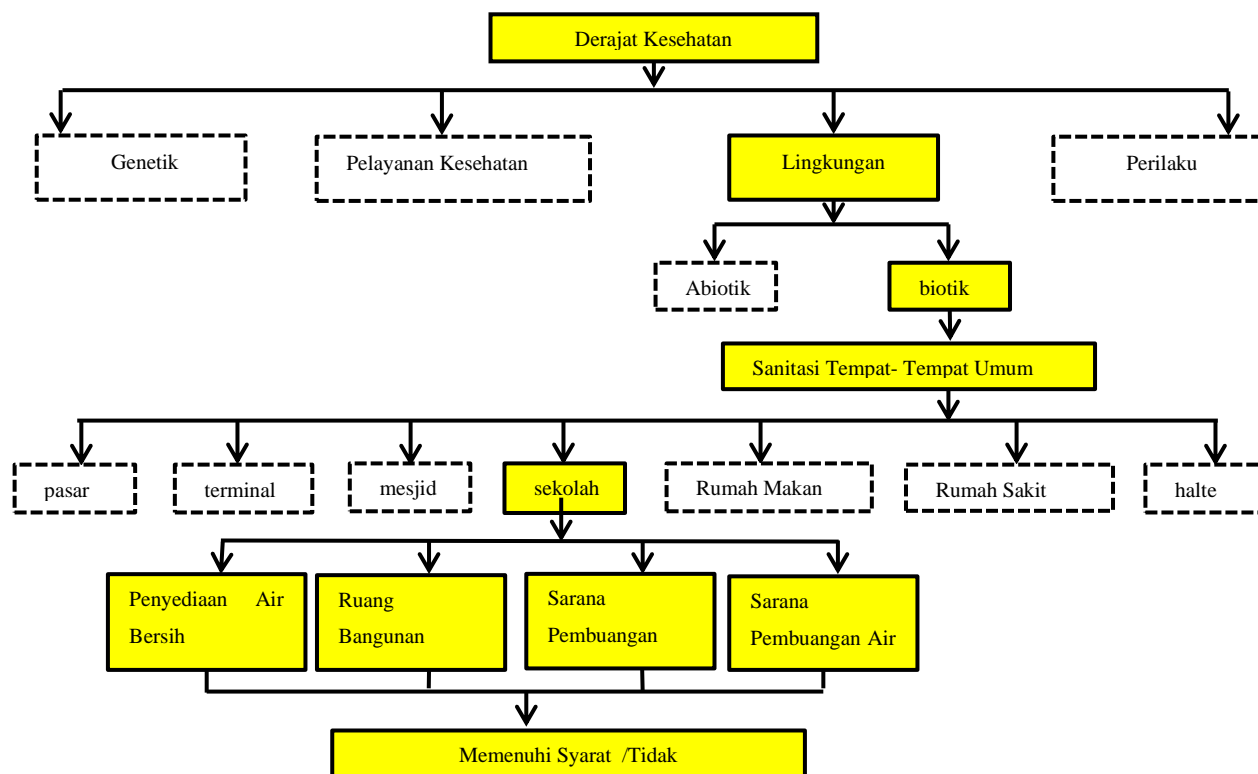 Derajat Kesehatan
Genetik
Pelayanan Kesehatan
Lingkungan
Perilaku
Abiotik
biotik
Sanitasi Tempat- Tempat Umum
pasar
terminal
mesjid
sekolah
Rumah Makan
Rumah Sakit
halte
Penyediaan Air
Bersih
Ruang
Bangunan
Sarana
Pembuangan
Sarana
Pembuangan Air
Memenuhi Syarat /Tidak